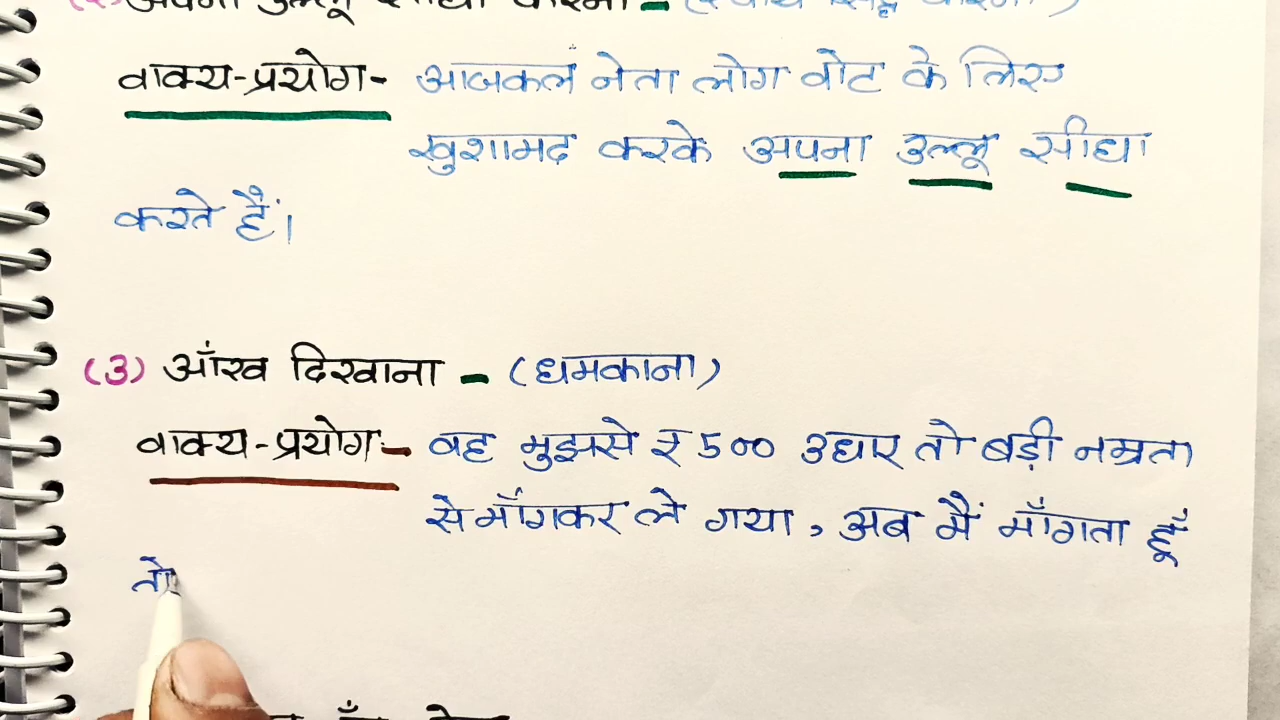 वाक्य-प्रयोग- आजकल नेता लोग वोट के लिए
खुशामद करके अपना उल्लू सीधा
करते हैं।
(3) आँख दिखाना - (धमकाना)
वाक्य-प्रयोग- वह मुझसे ₹ 500 उधार तो बड़ी नम्रता
से माँगकर ले गया, अब मैं माँगता हूँ
तो